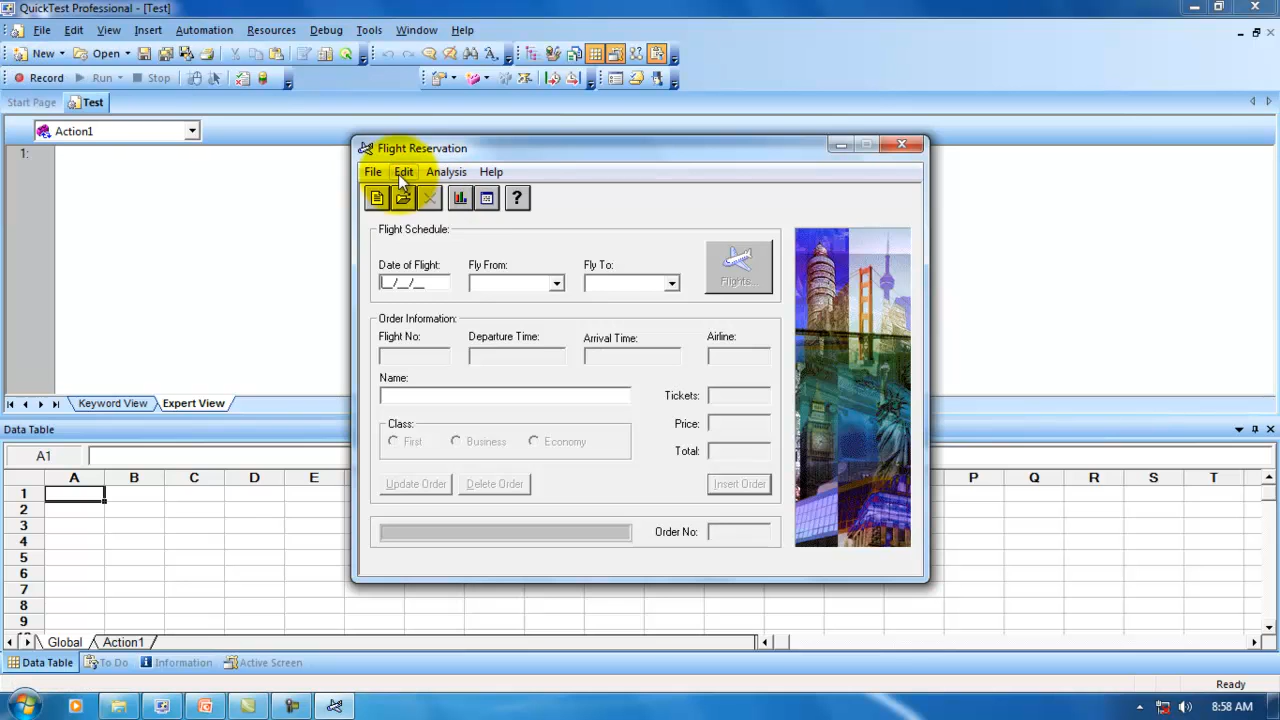 QuickTest Professional - [Test]
File Edit View Insert Automation Resources Debug Tools Window Help
New Open
Record Run Stop
Start Page Test
Action1
1:
Flight Reservation
File Edit Analysis Help
?
Flight Schedule:
Date of Flight: Fly From: Fly To:
__/__/__
Flights...
Order Information:
Flight No: Departure Time: Arrival Time: Airline:
Name:
Tickets:
Class:
Price:
First Business Economy
Total:
Update Order Delete Order Insert Order
Order No:
Keyword View Expert View
Data Table
A1
A B C D E P Q R S T
1
2
3
4
5
6
7
8
9
Global Action1
Data Table To Do Information Active Screen
Ready
8:58 AM